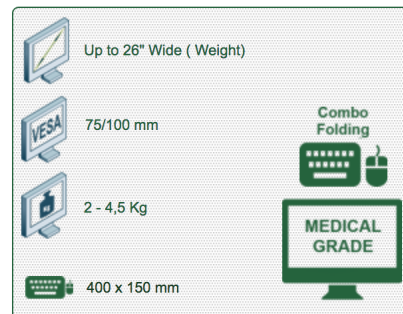 Up to 26" Wide ( Weight)
VESA
75/100 mm
Combo
Folding
2 - 4,5 Kg
MEDICAL
GRADE
400 x 150 mm